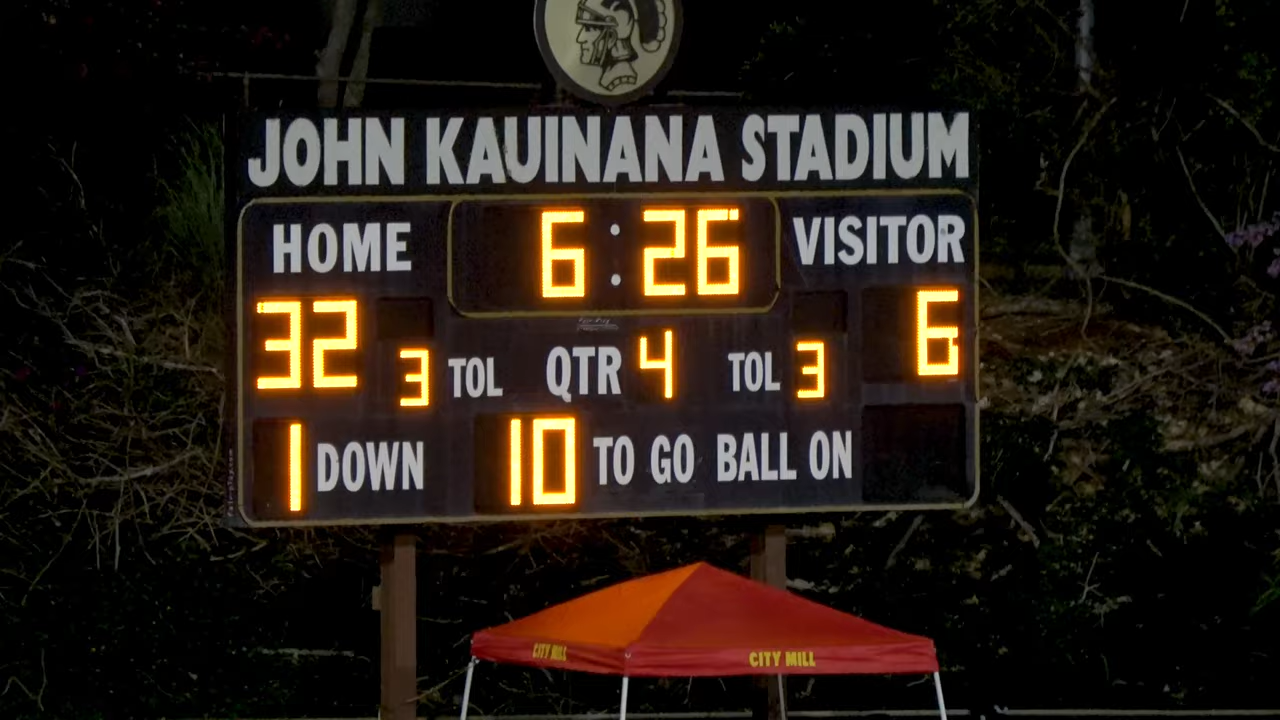 JOHN KAUINANA STADIUM
HOME 6:26 VISITOR
32 3 TOL QTR 4 TOL 3 6
1 DOWN 10 TO GO BALL ON
CITY MILL CITY MILL